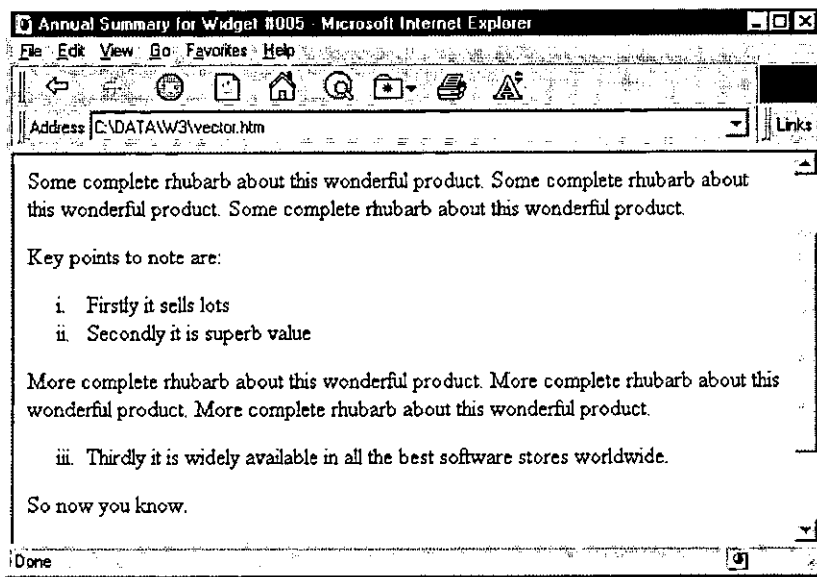 Annual Summary for Widget #005 - Microsoft Internet Explorer
File Edit View Go Favorites Help
Address C:\DATA\W3\vector.htm Links
Some complete rhubarb about this wonderful product. Some complete rhubarb about
this wonderful product. Some complete rhubarb about this wonderful product.
Key points to note are:
i. Firstly it sells lots
ii. Secondly it is superb value
More complete rhubarb about this wonderful product. More complete rhubarb about this
wonderful product. More complete rhubarb about this wonderful product.
iii. Thirdly it is widely available in all the best software stores worldwide.
So now you know.
Done